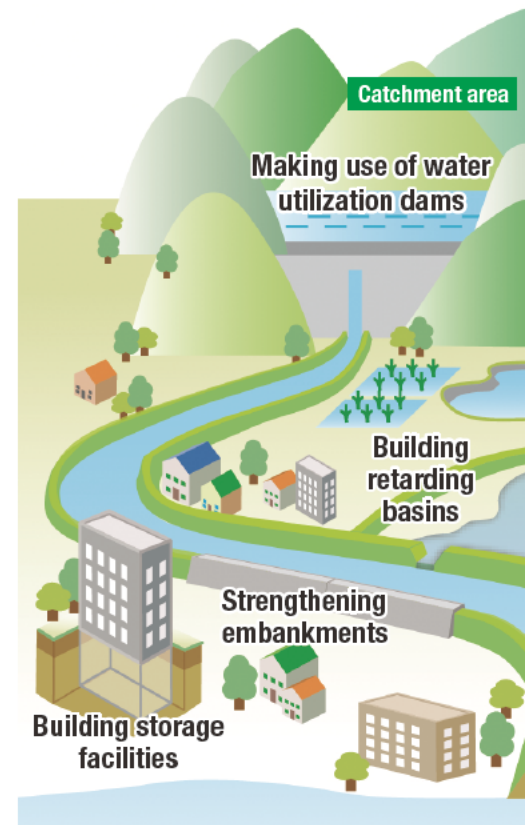 Catchment area
Making use of water
utilization dams
Building
retarding
basins
Strengthening
embankments
Building storage
facilities